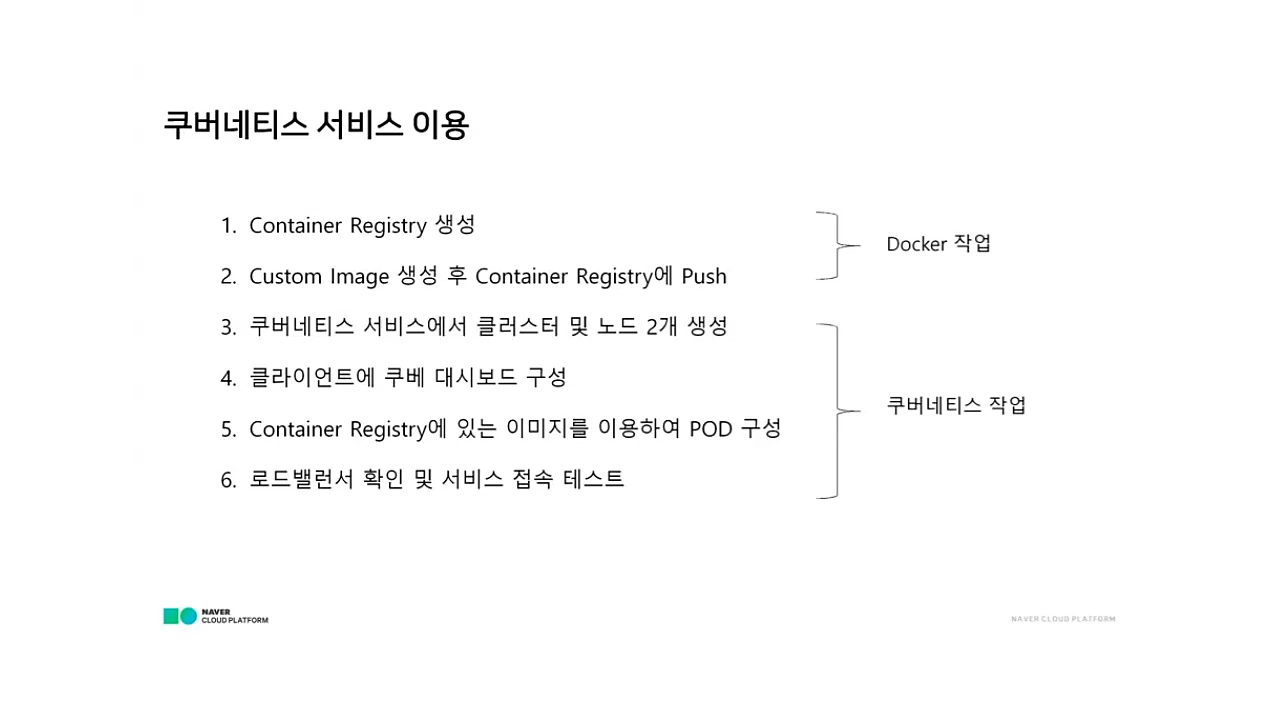 쿠버네티스 서비스 이용
1. Container Registry 생성
2. Custom Image 생성 후 Container Registry에 Push
Docker 작업
3. 쿠버네티스 서비스에서 클러스터 및 노드 2개 생성
4. 클라이언트에 쿠베 대시보드 구성
5. Container Registry에 있는 이미지를 이용하여 POD 구성
6. 로드밸런서 확인 및 서비스 접속 테스트
쿠버네티스 작업
NAVER
CLOUD PLATFORM
NAVER CLOUD PLATFORM